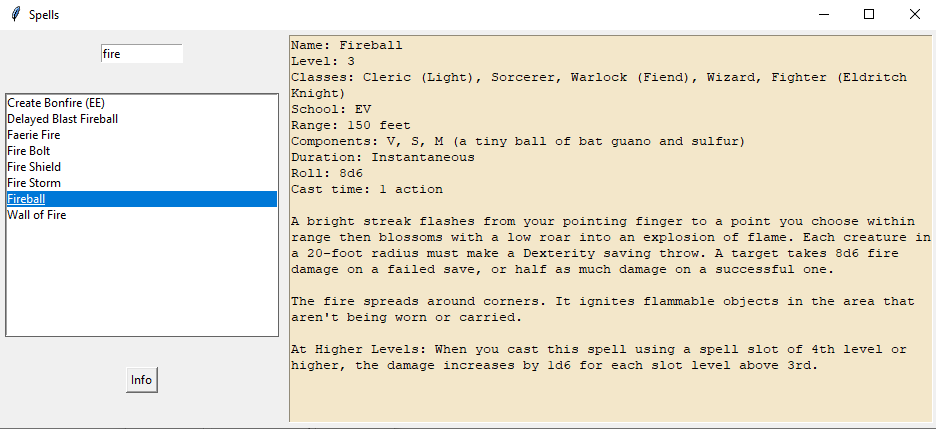 Spells
fire
Create Bonfire (EE)
Delayed Blast Fireball
Faerie Fire
Fire Bolt
Fire Shield
Fire Storm
Fireball
Wall of Fire
Info
Name: Fireball
Level: 3
Classes: Cleric (Light), Sorcerer, Warlock (Fiend), Wizard, Fighter (Eldritch
Knight)
School: EV
Range: 150 feet
Components: V, S, M (a tiny ball of bat guano and sulfur)
Duration: Instantaneous
Roll: 8d6
Cast time: 1 action
A bright streak flashes from your pointing finger to a point you choose within
range then blossoms with a low roar into an explosion of flame. Each creature in
a 20-foot radius must make a Dexterity saving throw. A target takes 8d6 fire
damage on a failed save, or half as much damage on a successful one.
The fire spreads around corners. It ignites flammable objects in the area that
aren't being worn or carried.
At Higher Levels: When you cast this spell using a spell slot of 4th level or
higher, the damage increases by 1d6 for each slot level above 3rd.